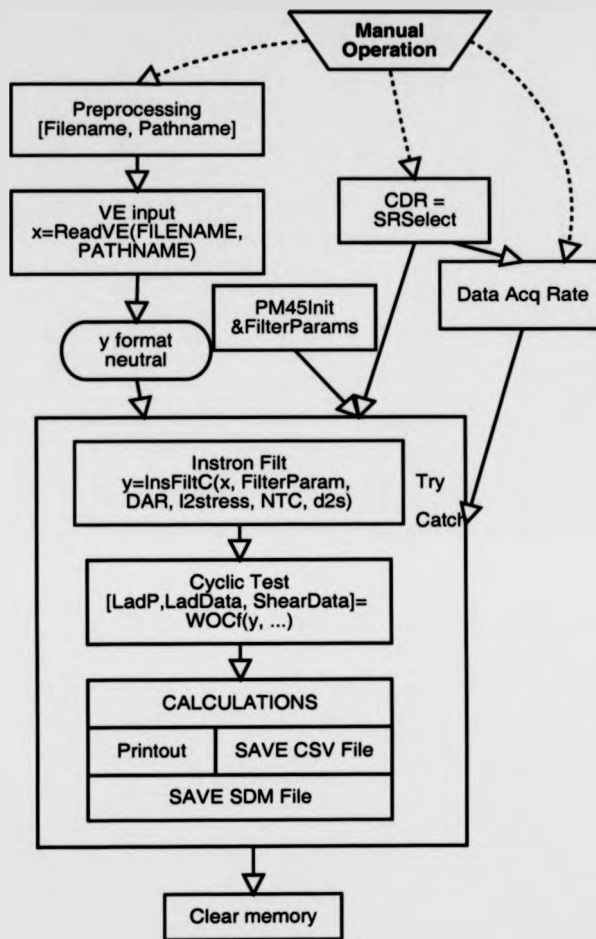 Manual
Operation
Preprocessing
[Filename, Pathname]
VE input
x=ReadVE(FILENAME,
PATHNAME)
CDR =
SRSelect
Data Acq Rate
PM45Init
&FilterParams
y format
neutral
Instron Filt
y=InsFiltC(x, FilterParam,
DAR, l2stress, NTC, d2s)
Try
Catch
Cyclic Test
[LadP,LadData, ShearData]=
WOCf(y, ...)
CALCULATIONS
Printout
SAVE CSV File
SAVE SDM File
Clear memory